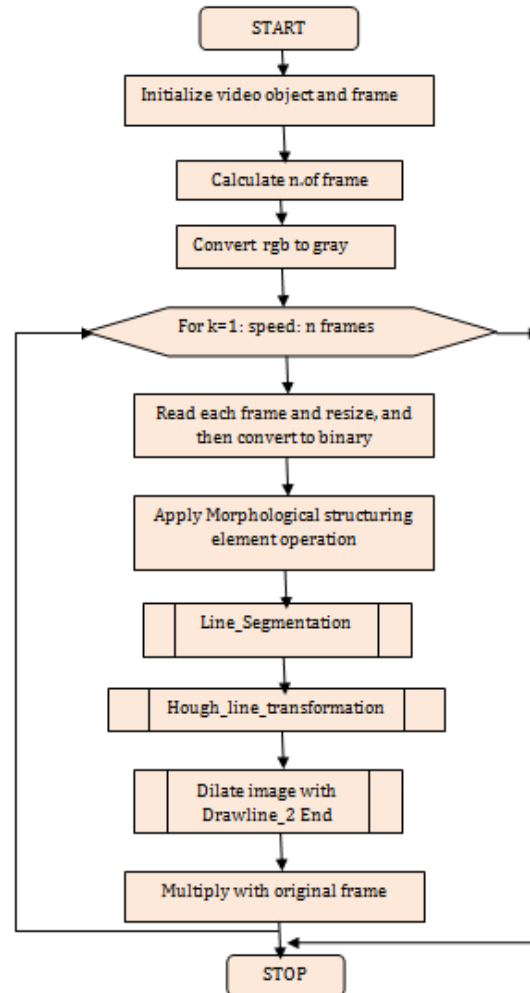 START
Initialize video object and frame
Calculate n.of frame
Convert rgb to gray
For k=1: speed: n frames
Read each frame and resize, and
then convert to binary
Apply Morphological structuring
element operation
Line_Segmentation
Hough_line_transformation
Dilate image with
Drawline_2 End
Multiply with original frame
STOP